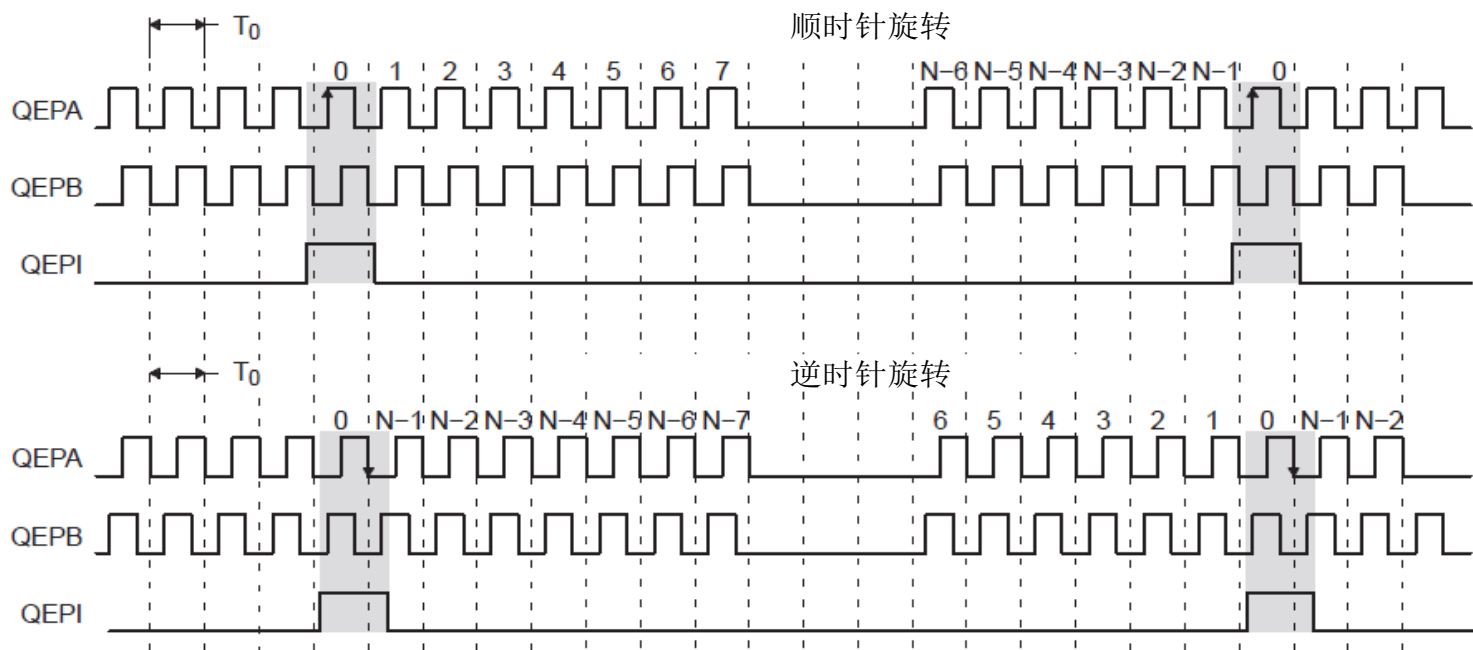 T0 顺时针旋转
0 1 2 3 4 5 6 7 N–6 N–5 N–4 N–3 N–2 N–1 0
QEPA
QEPB
QEPI
T0 逆时针旋转
0 N–1 N–2 N–3 N–4 N–5 N–6 N–7 6 5 4 3 2 1 0 N–1 N–2
QEPA
QEPB
QEPI